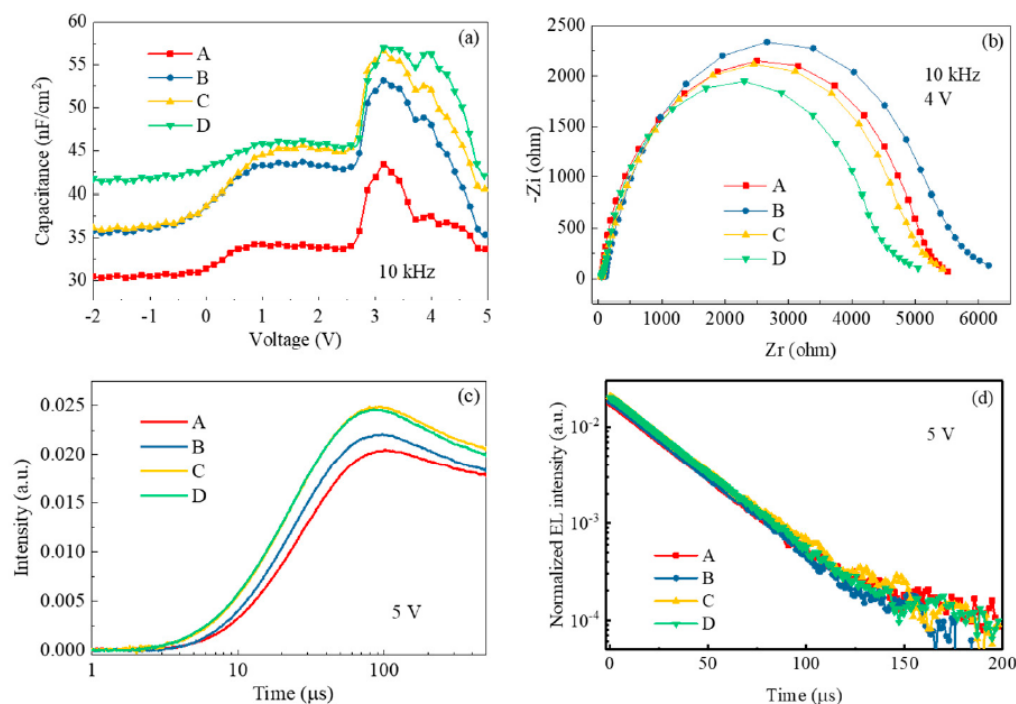 (a)
Capacitance (nF/cm²)
60
55
50
45
40
35
30
A
B
C
D
10 kHz
-2 -1 0 1 2 3 4 5
Voltage (V)
(b)
-Zi (ohm)
2500
2000
1500
1000
500
0
10 kHz
4 V
A
B
C
D
0 1000 2000 3000 4000 5000 6000
Zr (ohm)
(c)
Intensity (a.u.)
0.025
0.020
0.015
0.010
0.005
0.000
A
B
C
D
5 V
1 10 100
Time (μs)
(d)
Normalized EL intensity (a.u.)
10⁻²
10⁻³
10⁻⁴
5 V
A
B
C
D
0 50 100 150 200
Time (μs)